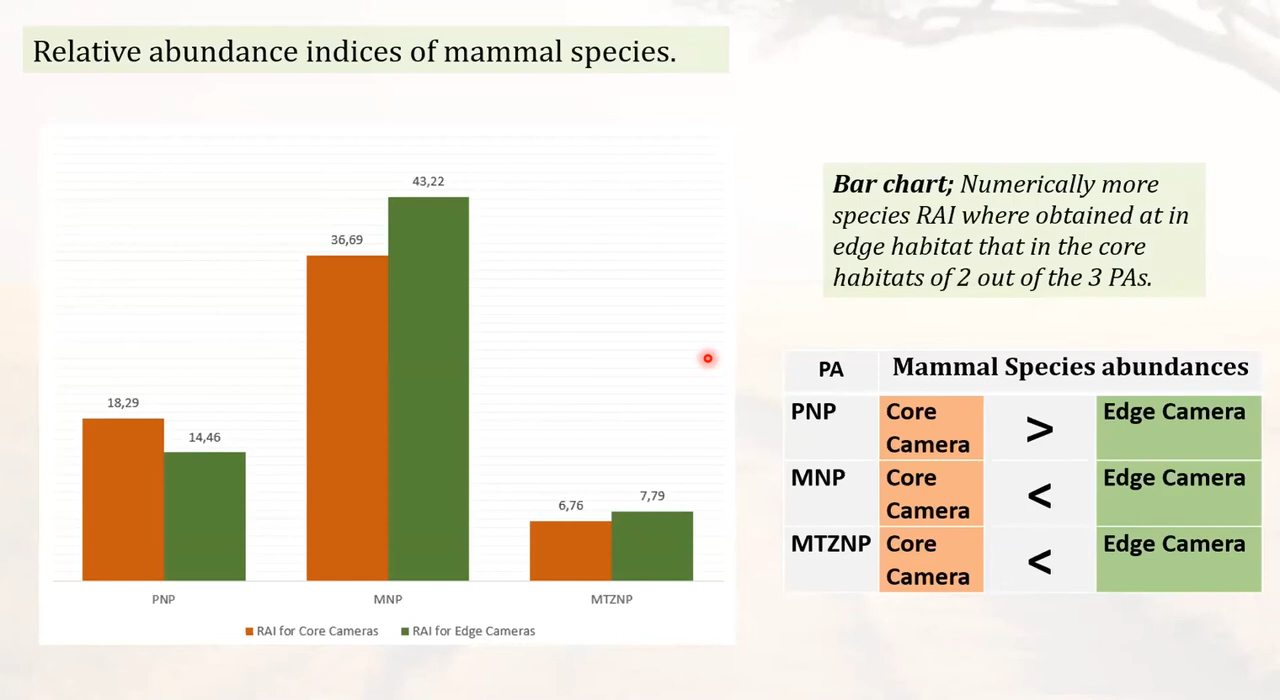 Relative abundance indices of mammal species.
43,22
36,69
18,29
14,46
6,76
7,79
PNP
MNP
MTZNP
RAI for Core Cameras
RAI for Edge Cameras
Bar chart; Numerically more
species RAI where obtained at in
edge habitat that in the core
habitats of 2 out of the 3 PAs.
PA Mammal Species abundances
PNP Core Camera > Edge Camera
MNP Core Camera < Edge Camera
MTZNP Core Camera < Edge Camera